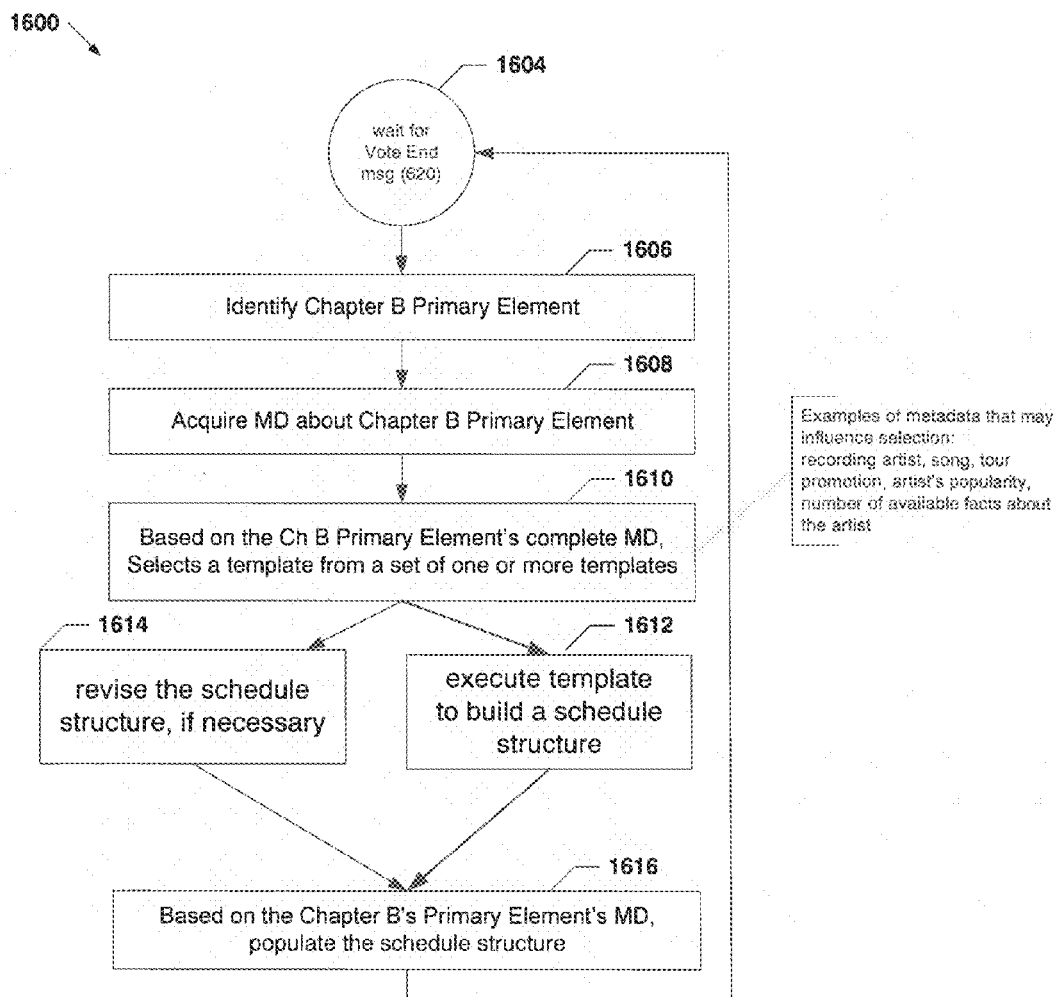 1600
1604
wait for
Vote End
msg (620)
1606
Identify Chapter B Primary Element
1608
Acquire MD about Chapter B Primary Element
Examples of metadata that may
influence selection:
recording artist, song, tour
promotion, artist's popularity,
number of available facts about
the artist
1610
Based on the Ch B Primary Element's complete MD,
Selects a template from a set of one or more templates
1614
revise the schedule
structure, if necessary
1612
execute template
to build a schedule
structure
1616
Based on the Chapter B's Primary Element's MD,
populate the schedule structure